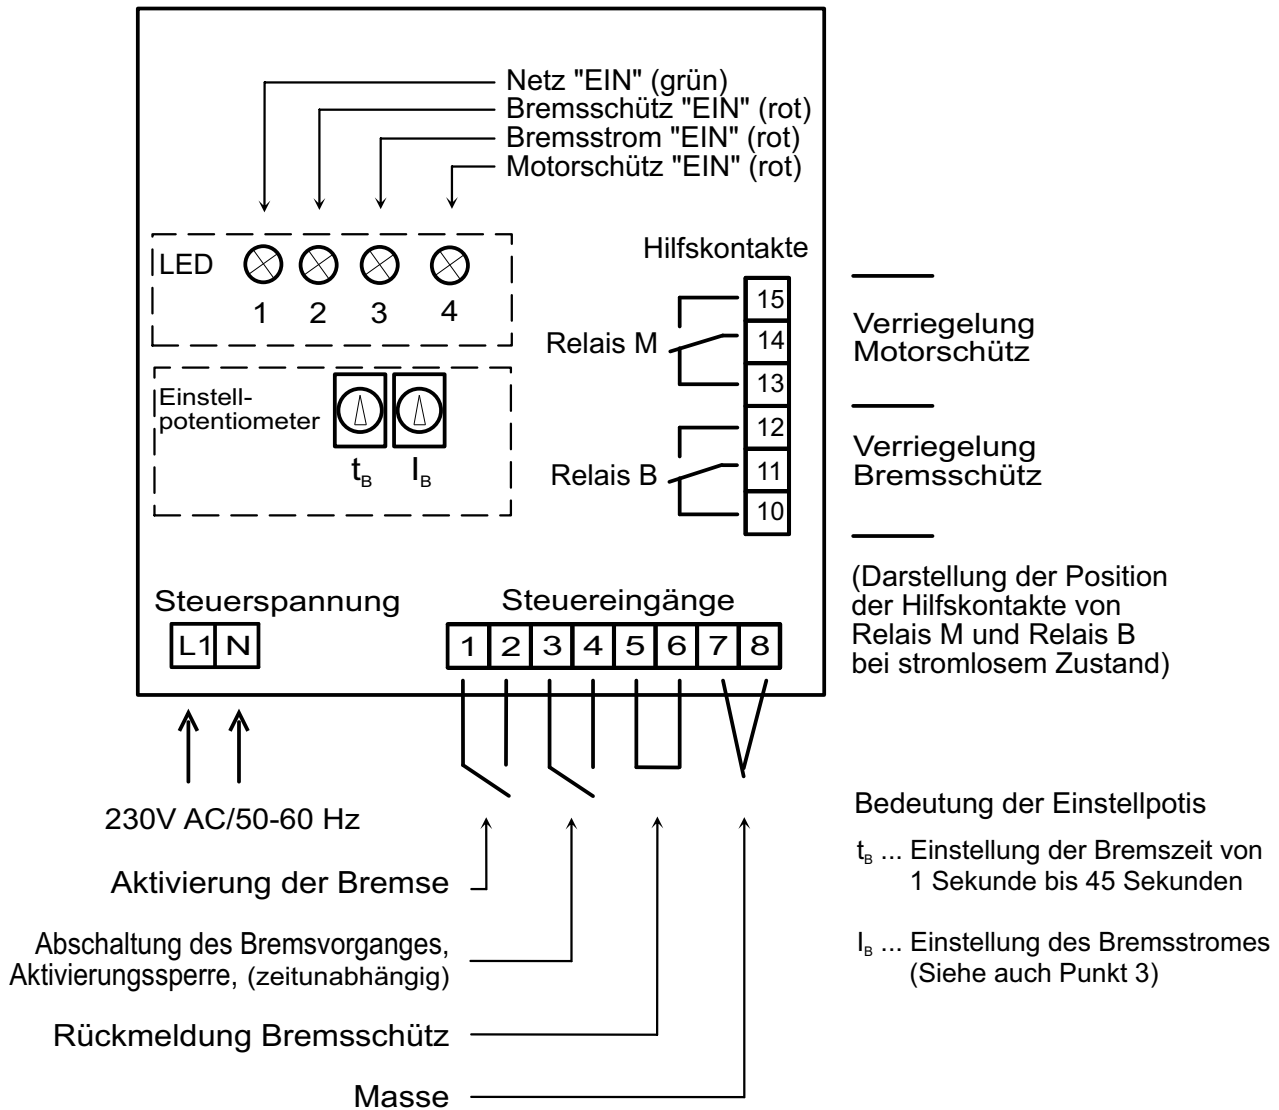 Netz "EIN" (grün)
Bremsschütz "EIN" (rot)
Bremsstrom "EIN" (rot)
Motorschütz "EIN" (rot)
LED
1 2 3 4
Hilfskontakte
15
14
13
12
11
10
Relais M
Relais B
Verriegelung
Motorschütz
Verriegelung
Bremsschütz
(Darstellung der Position
der Hilfskontakte von
Relais M und Relais B
bei stromlosem Zustand)
Einstell-
potentiometer
tB IB
Steuerspannung
L1 N
Steuereingänge
1 2 3 4 5 6 7 8
230V AC/50-60 Hz
Aktivierung der Bremse
Abschaltung des Bremsvorganges,
Aktivierungssperre, (zeitunabhängig)
Rückmeldung Bremsschütz
Masse
Bedeutung der Einstellpotis
tB ... Einstellung der Bremszeit von
1 Sekunde bis 45 Sekunden
IB ... Einstellung des Bremsstromes
(Siehe auch Punkt 3)